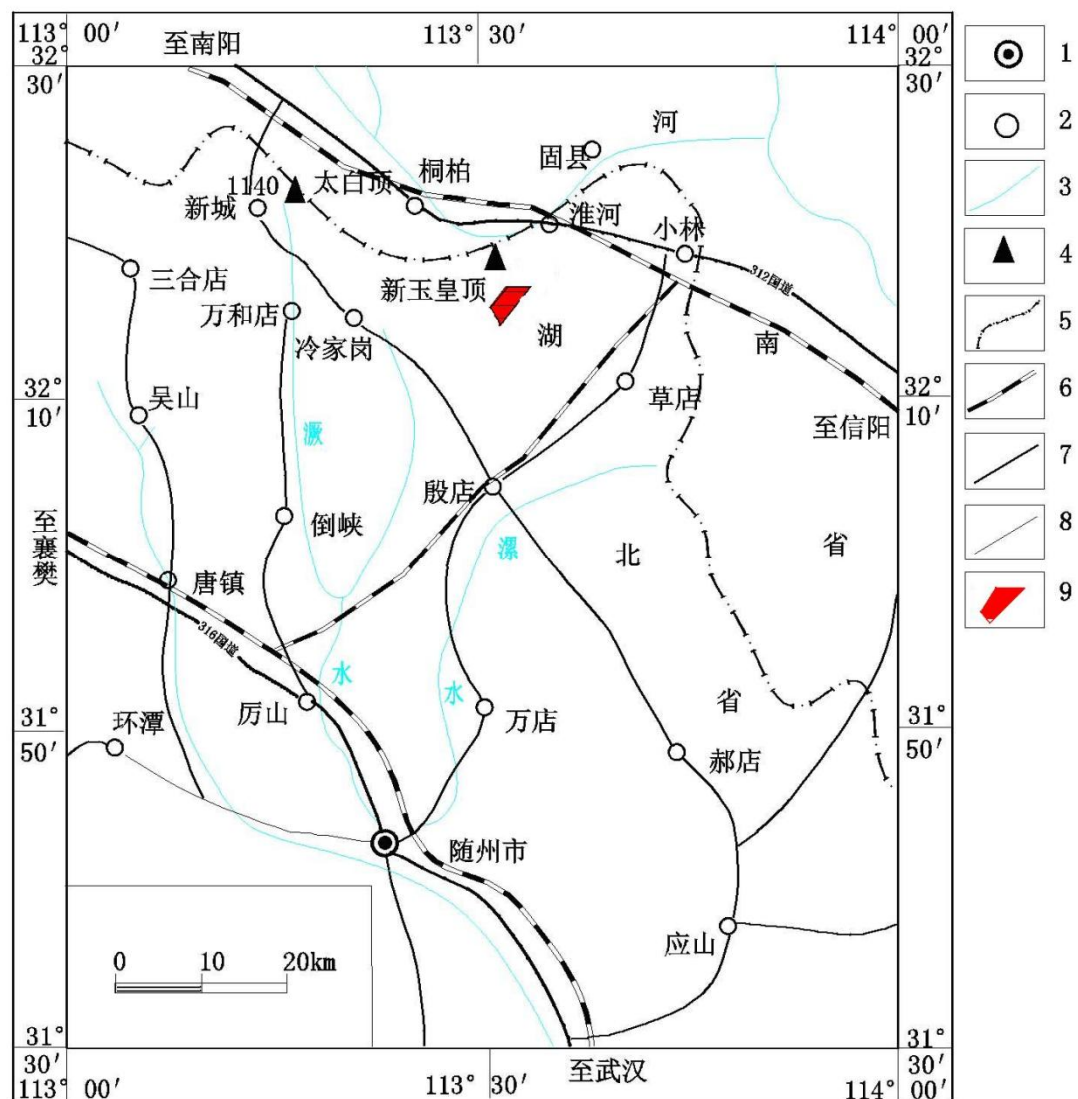 113° 00′
至南阳
113° 30′
114° 00′
32° 30′
32° 30′
河
固县
桐柏
太白顶
1140
新城
淮河
小林
312国道
三合店
新玉皇顶
万和店
冷家岗
湖
南
32° 10′
32° 10′
吴山
草店
至信阳
㵐
殷店
倒峡
漂
至襄樊
北
省
唐镇
316国道
水
水
省
厉山
万店
环潭
31° 50′
31° 50′
郝店
随州市
应山
0 10 20km
31° 30′
31° 30′
至武汉
113° 00′
113° 30′
114° 00′
1
2
3
4
5
6
7
8
9